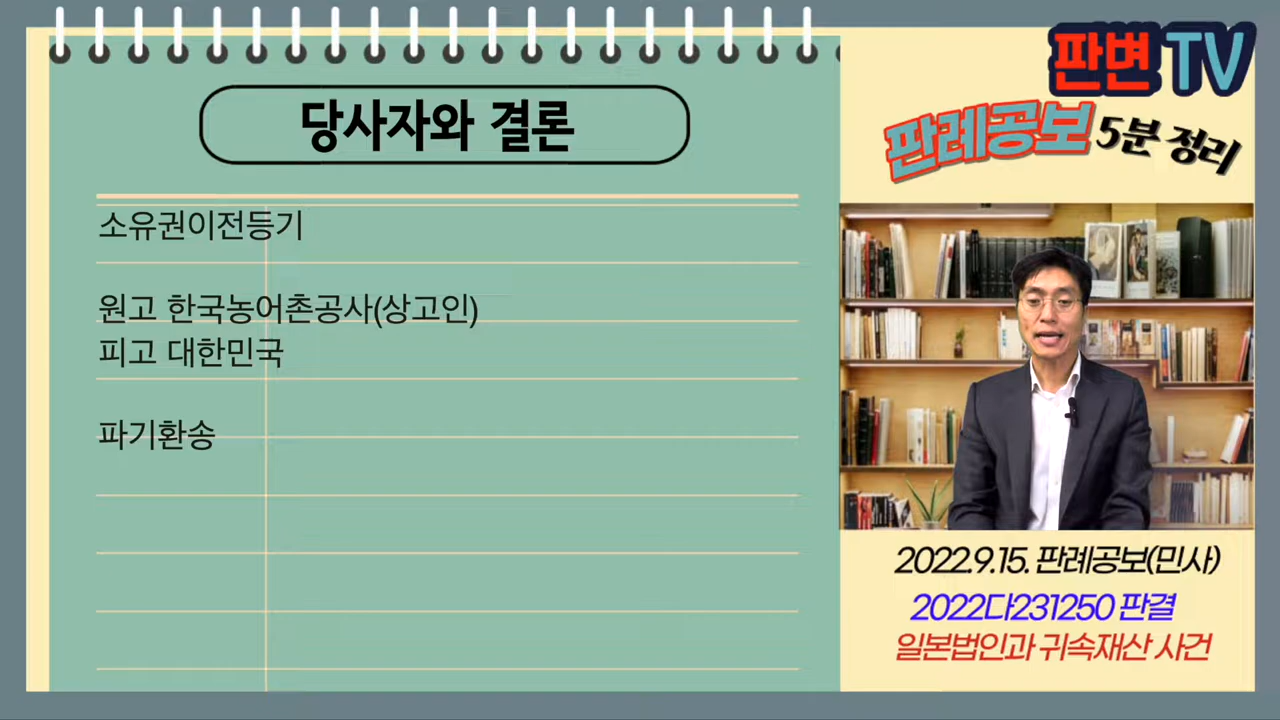 당사자와 결론
소유권이전등기
원고 한국농어촌공사(상고인)
피고 대한민국
파기환송
판변 TV
판례공보 5분 정리
2022.9.15. 판례공보(민사)
2022다231250 판결
일본법인과 귀속재산 사건